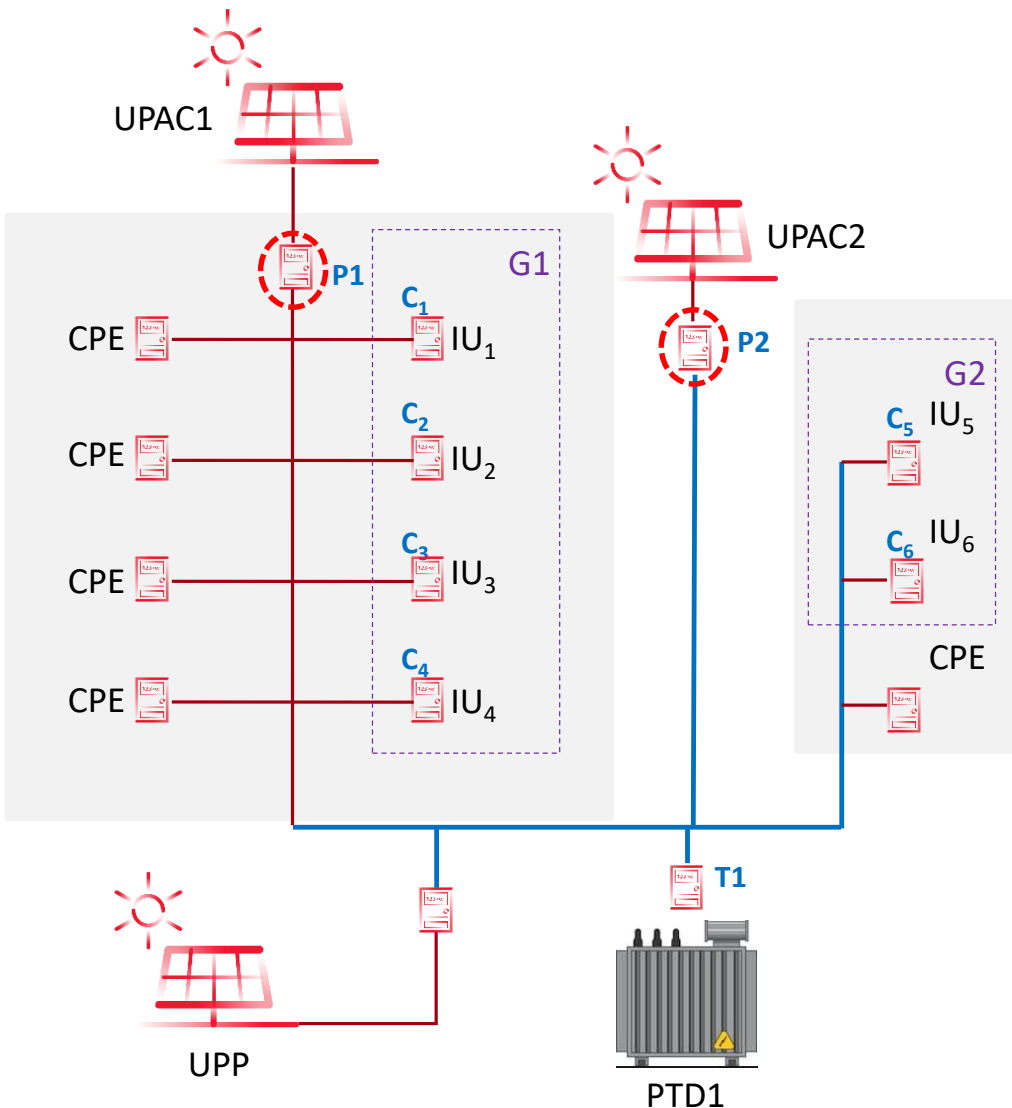 UPAC1
UPAC2
P1
G1
P2
CPE
C1
IU1
G2
CPE
C2
IU2
C5
IU5
CPE
C3
IU3
C6
IU6
CPE
C4
IU4
CPE
T1
UPP
PTD1